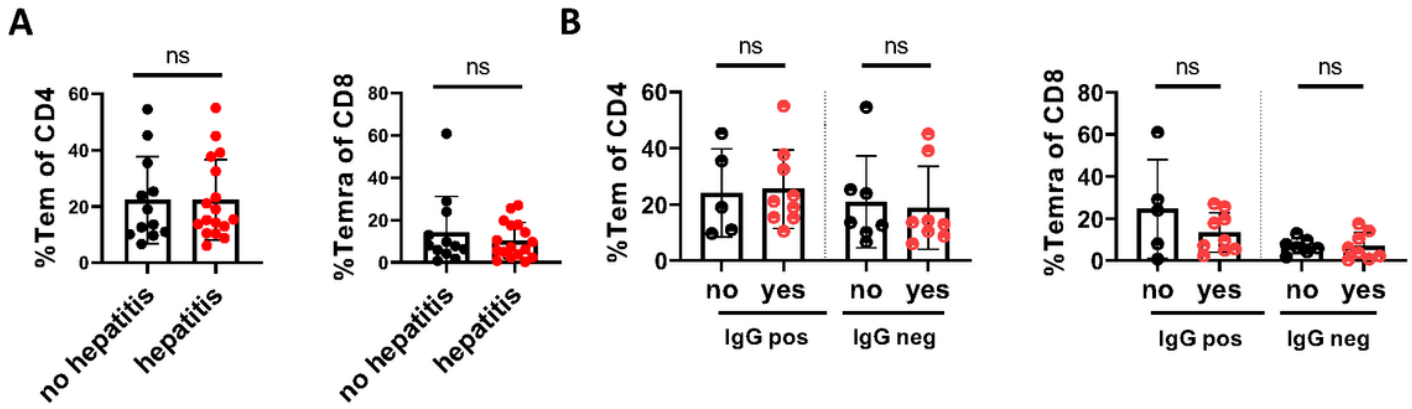 A
B
ns
ns
ns
ns
ns
ns
%Tem of CD4
60
40
20
0
no hepatitis
hepatitis
%Temra of CD8
80
60
40
20
0
no hepatitis
hepatitis
%Tem of CD4
60
40
20
0
no yes no yes
IgG pos IgG neg
%Temra of CD8
80
60
40
20
0
no yes no yes
IgG pos IgG neg